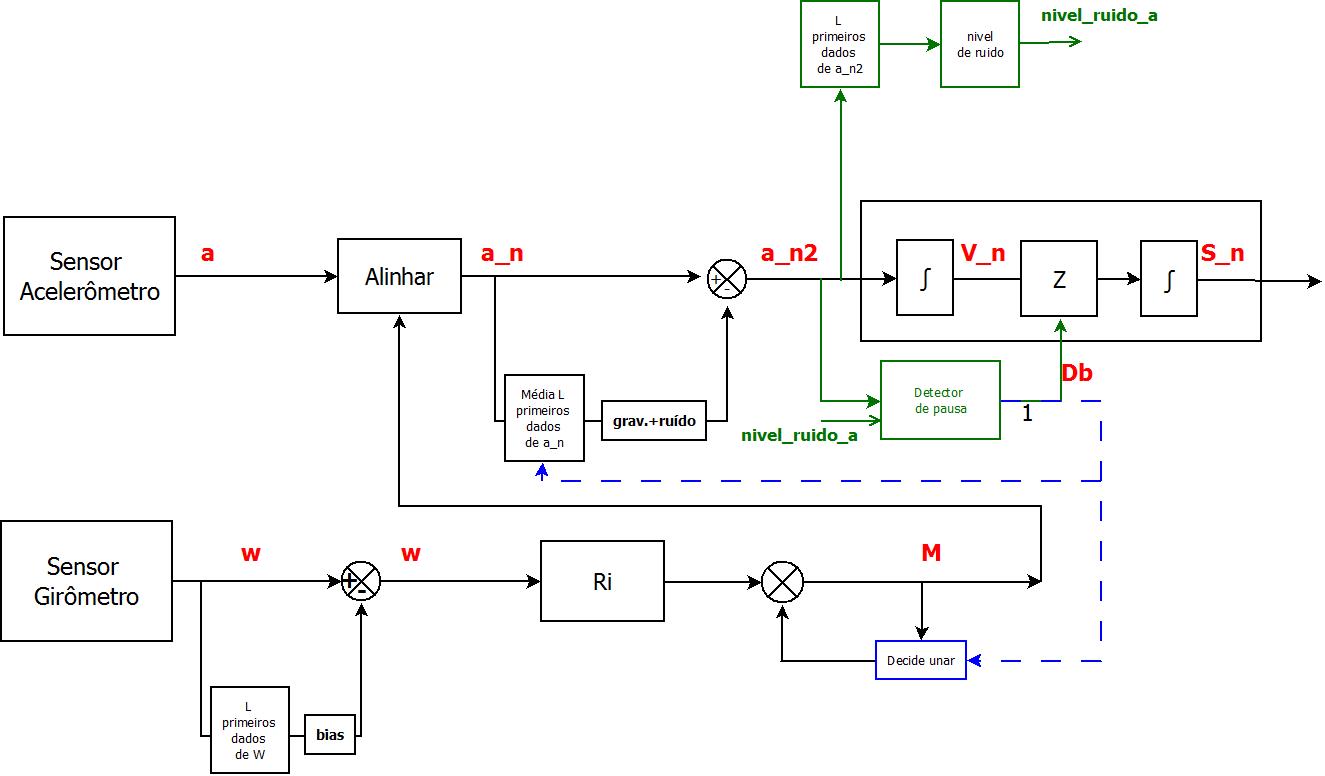 L
primeiros
dados
de a_n2
nivel
de ruido
nivel_ruido_a
Sensor
Acelerômetro
a
Alinhar
a_n
+
-
a_n2
∫
V_n
Z
∫
S_n
Média L
primeiros
dados
de a_n
grav.+ruído
nivel_ruido_a
Detector
de pausa
1
Db
Sensor
Girômetro
w
+
-
w
Ri
M
Decide unar
L
primeiros
dados
de W
bias